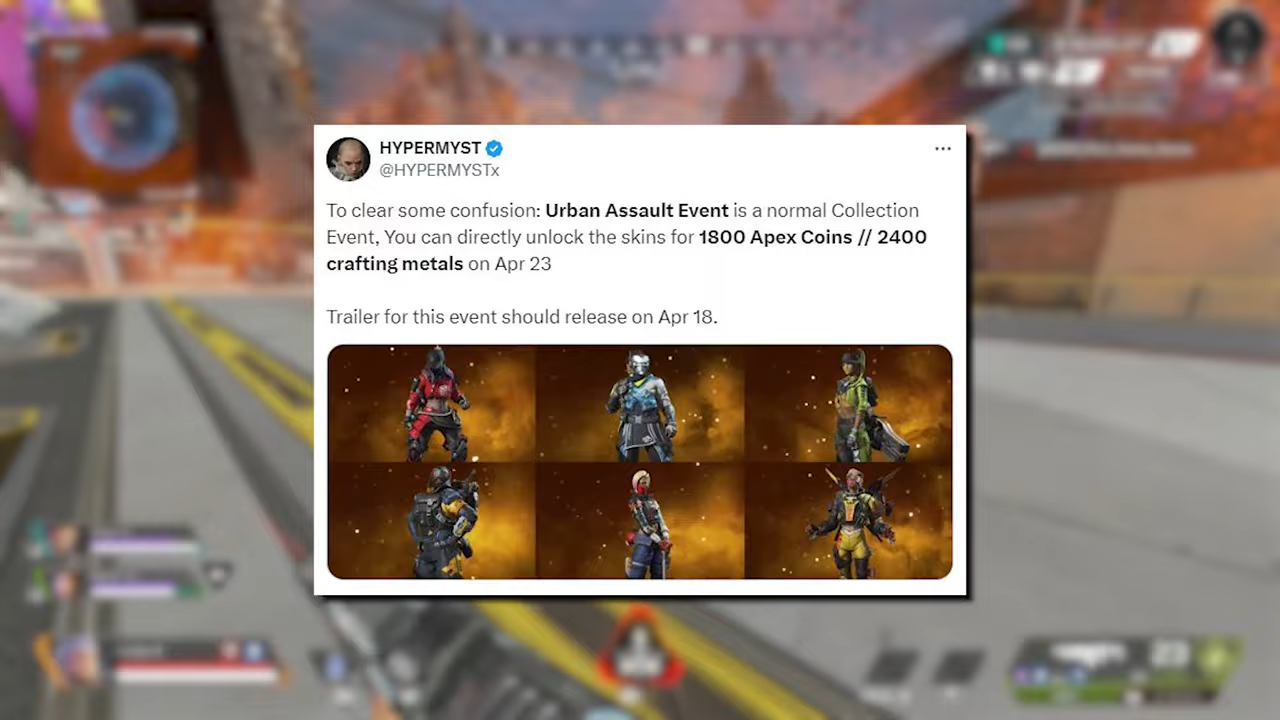 HYPERMYST
@HYPERMYSTx
To clear some confusion: Urban Assault Event is a normal Collection
Event, You can directly unlock the skins for 1800 Apex Coins // 2400
crafting metals on Apr 23
Trailer for this event should release on Apr 18.